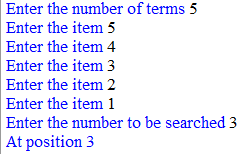 Enter the number of terms 5
Enter the item 5
Enter the item 4
Enter the item 3
Enter the item 2
Enter the item 1
Enter the number to be searched 3
At position 3